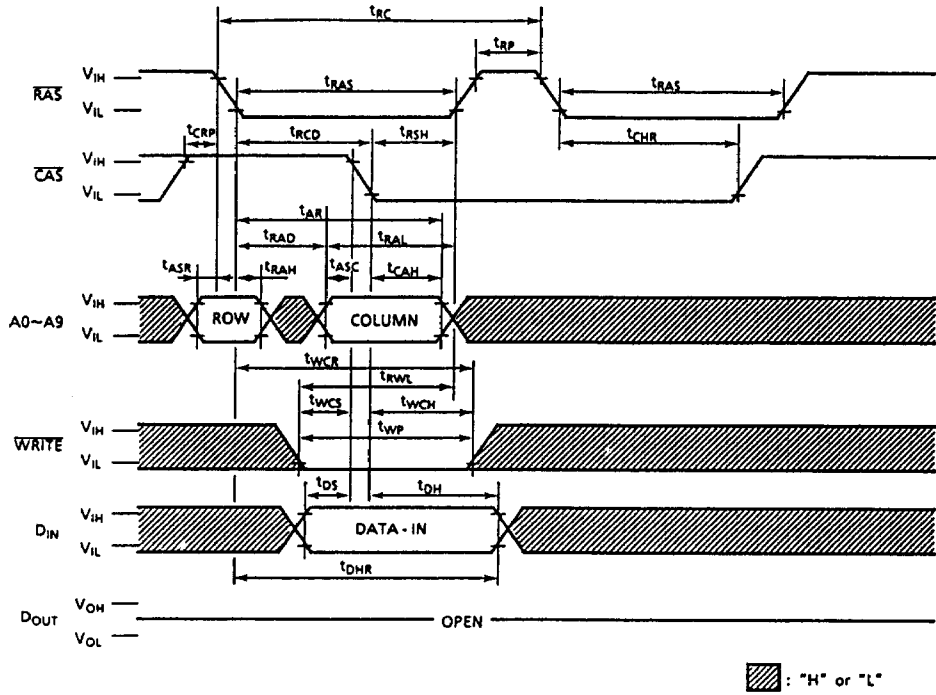 tRC
tRP
VIH
RAS
VIL
tRAS
tRAS
tCRP
tRCD
tRSH
tCHR
VIH
CAS
VIL
tAR
tRAD
tRAL
tASR
tRAH
tASC
tCAH
VIH
A0~A9
VIL
ROW
COLUMN
tWCR
tRWL
tWCS
tWCH
VIH
WRITE
VIL
tWP
tDS
tDH
VIH
DIN
VIL
DATA-IN
tDHR
VOH
DOUT
VOL
OPEN
: "H" or "L"